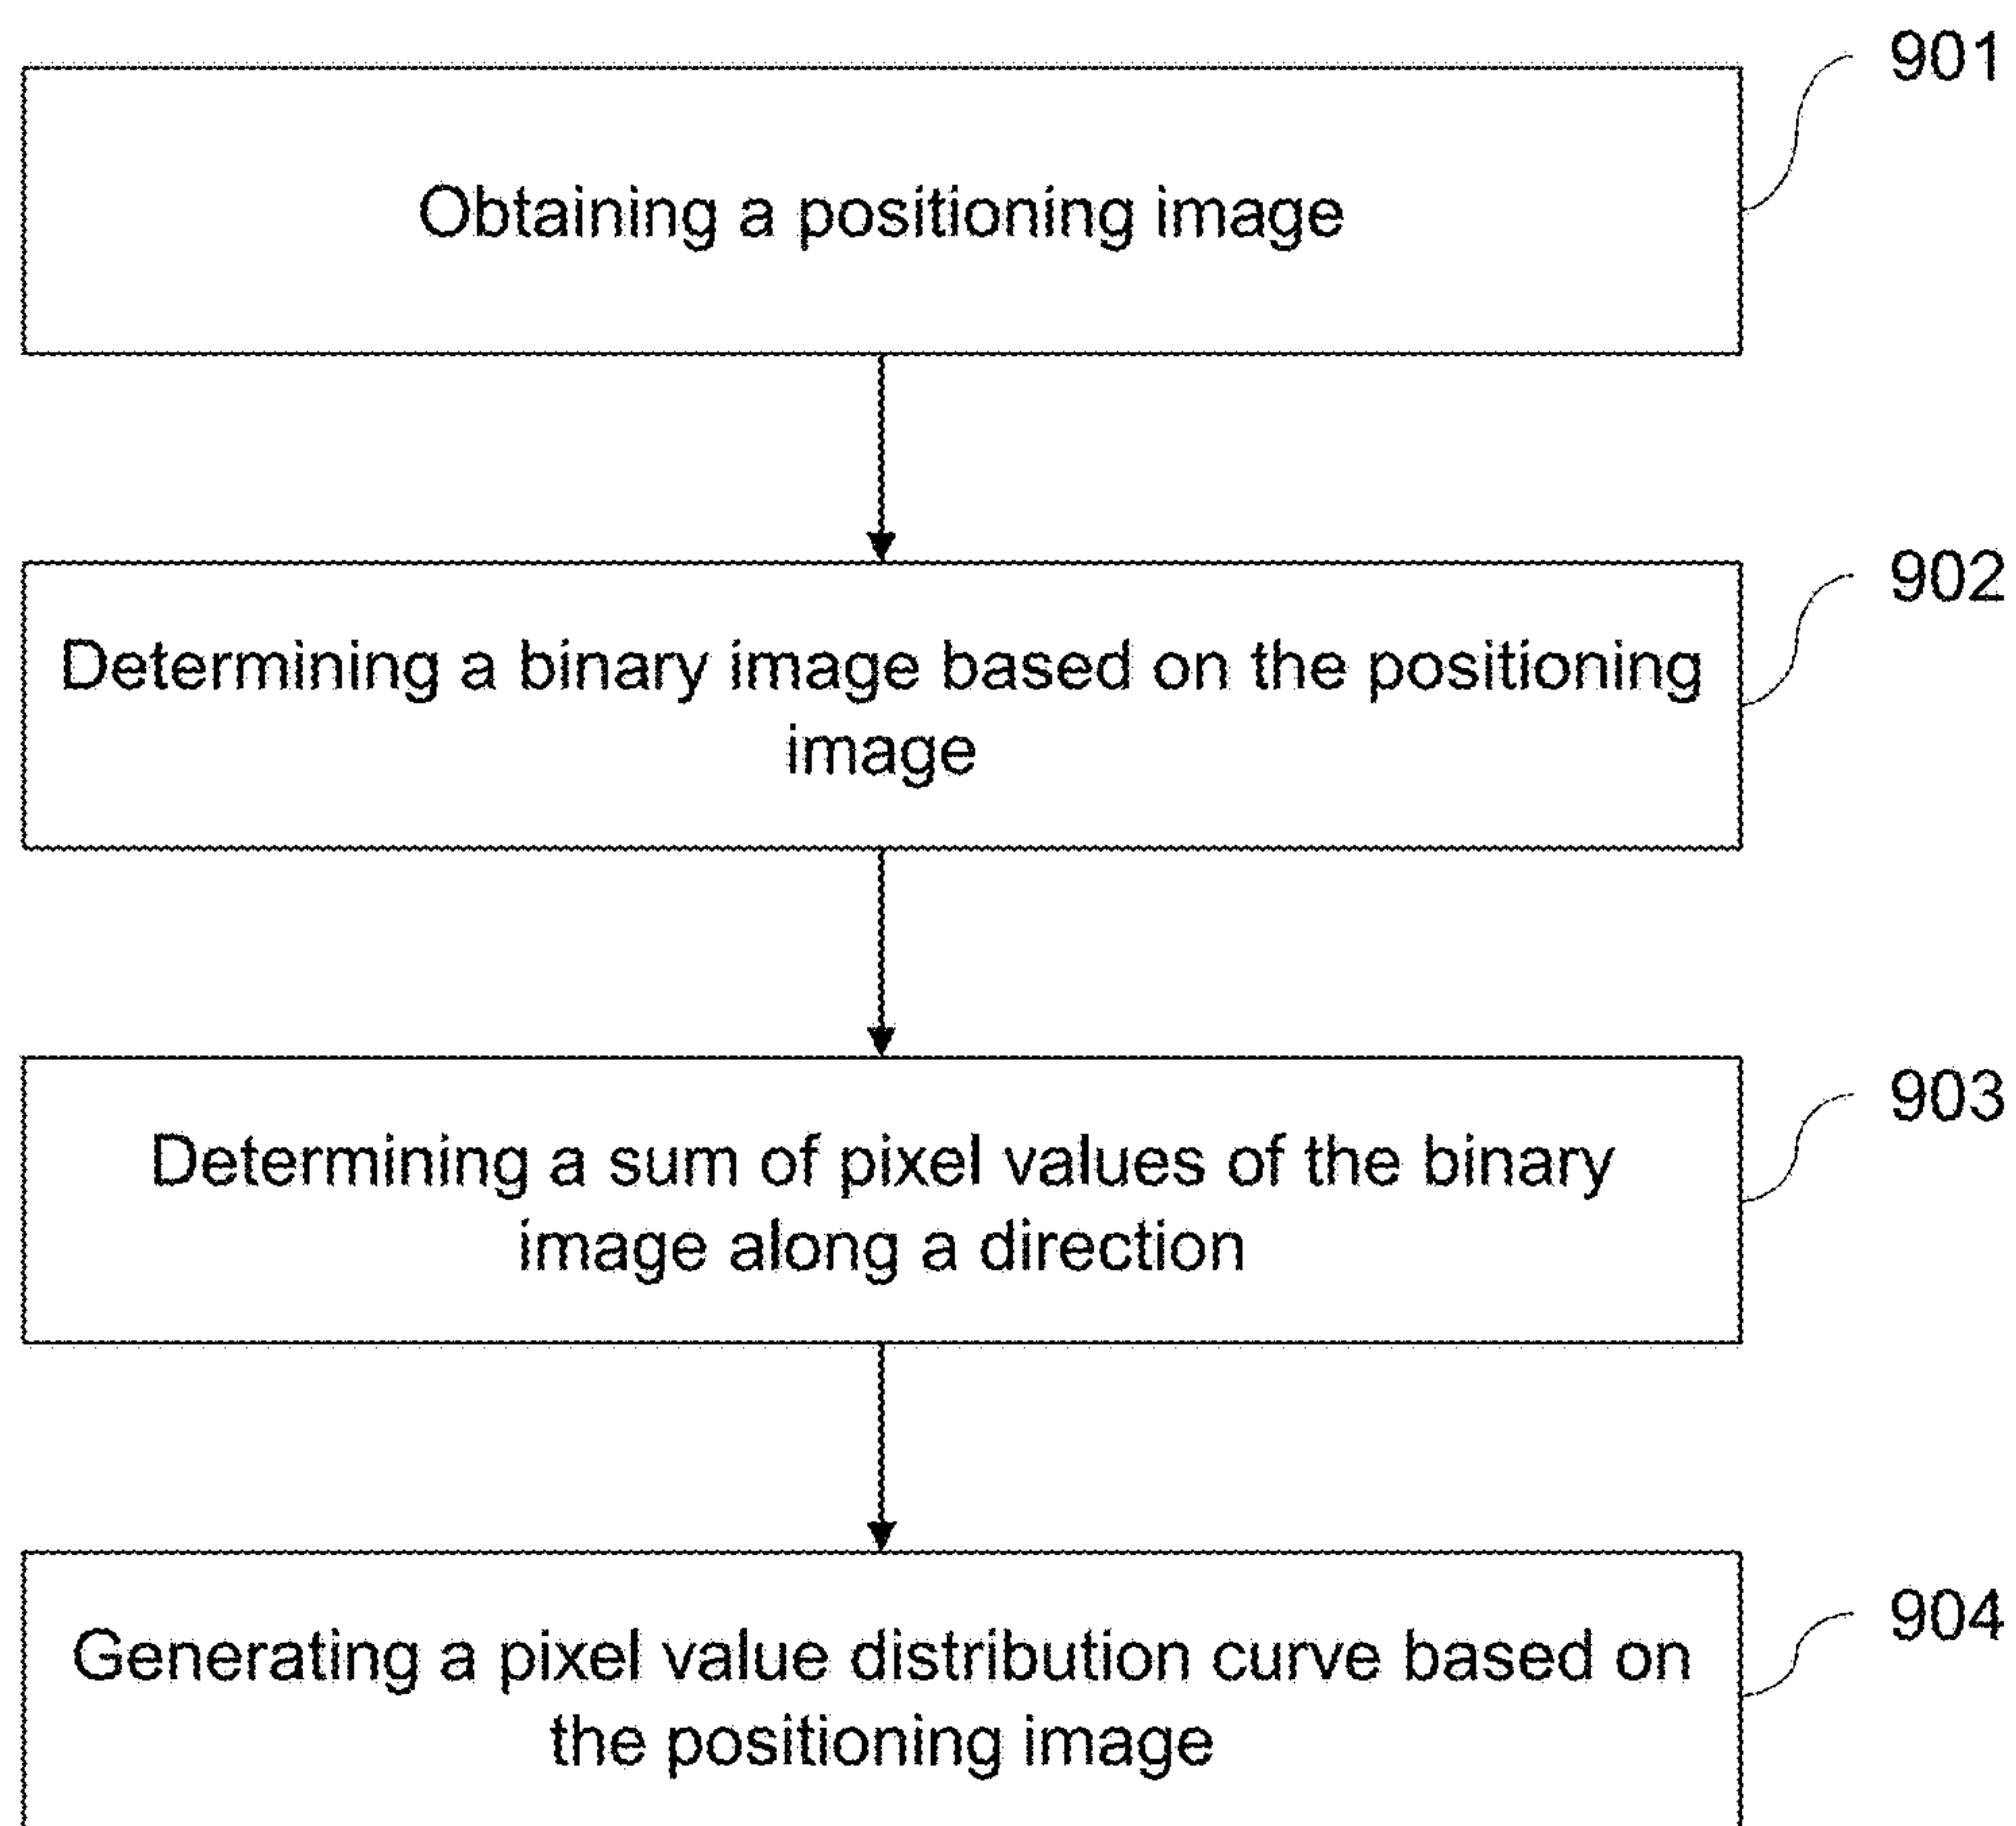 901
Obtaining a positioning image
902
Determining a binary image based on the positioning
image
903
Determining a sum of pixel values of the binary
image along a direction
904
Generating a pixel value distribution curve based on
the positioning image